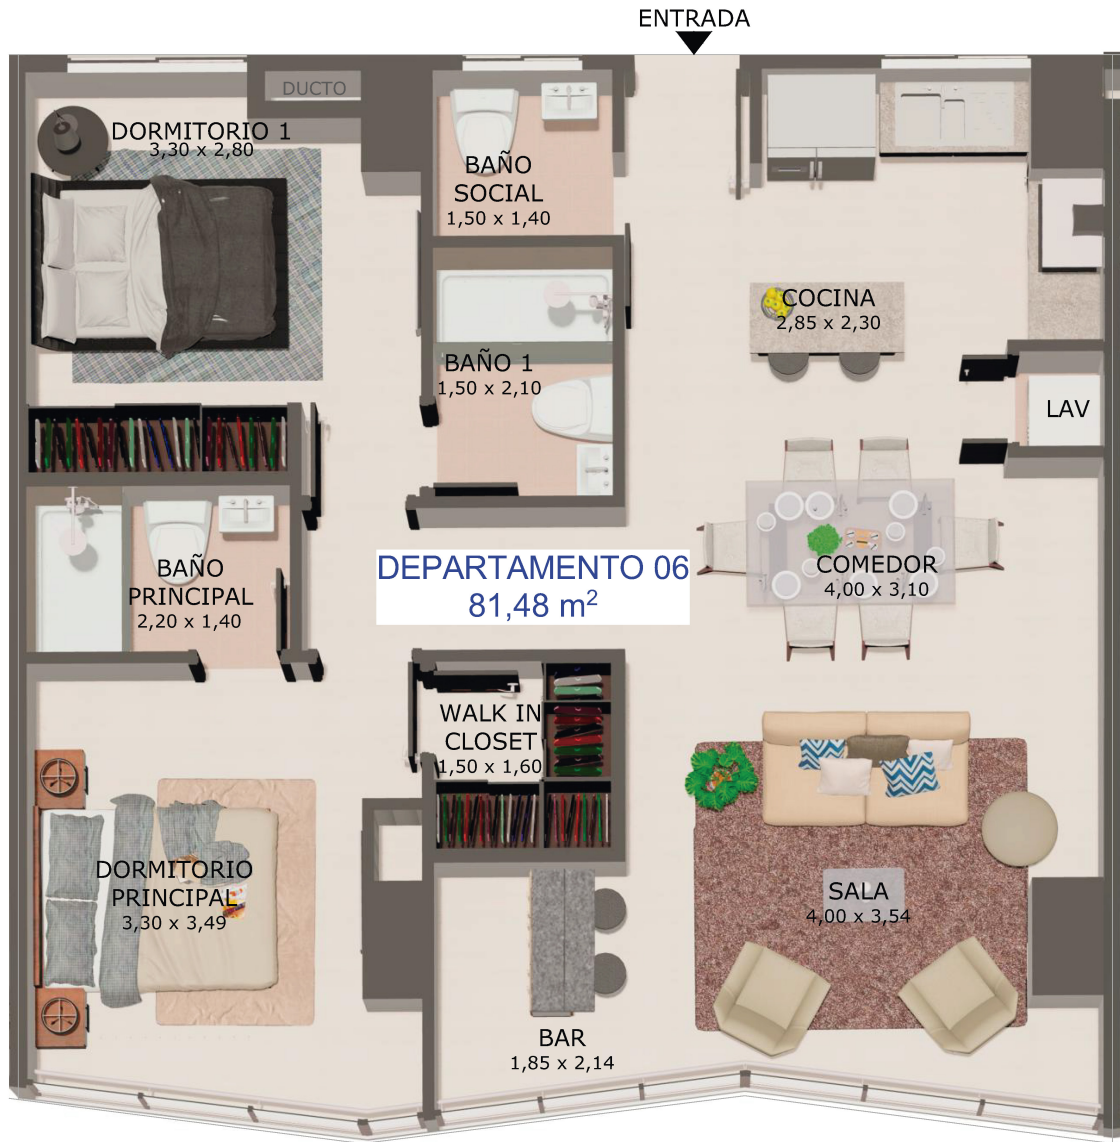 ENTRADA
DUCTO
DORMITORIO 1
3,30 x 2,80
BAÑO
SOCIAL
1,50 x 1,40
COCINA
2,85 x 2,30
BAÑO 1
1,50 x 2,10
LAV
BAÑO
PRINCIPAL
2,20 x 1,40
DEPARTAMENTO 06
81,48 m²
COMEDOR
4,00 x 3,10
WALK IN
CLOSET
1,50 x 1,60
DORMITORIO
PRINCIPAL
3,30 x 3,49
SALA
4,00 x 3,54
BAR
1,85 x 2,14